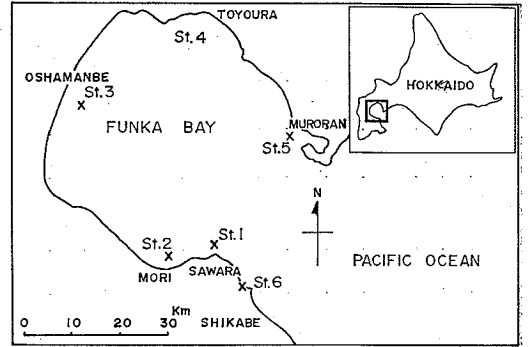 TOYOURA
St.4
OSHAMANBE
St.3
HOKKAIDO
FUNKA BAY
MURORAN
St.5
N
St.1
St.2
PACIFIC OCEAN
MORI
SAWARA
St.6
Km
0 10 20 30
SHIKABE